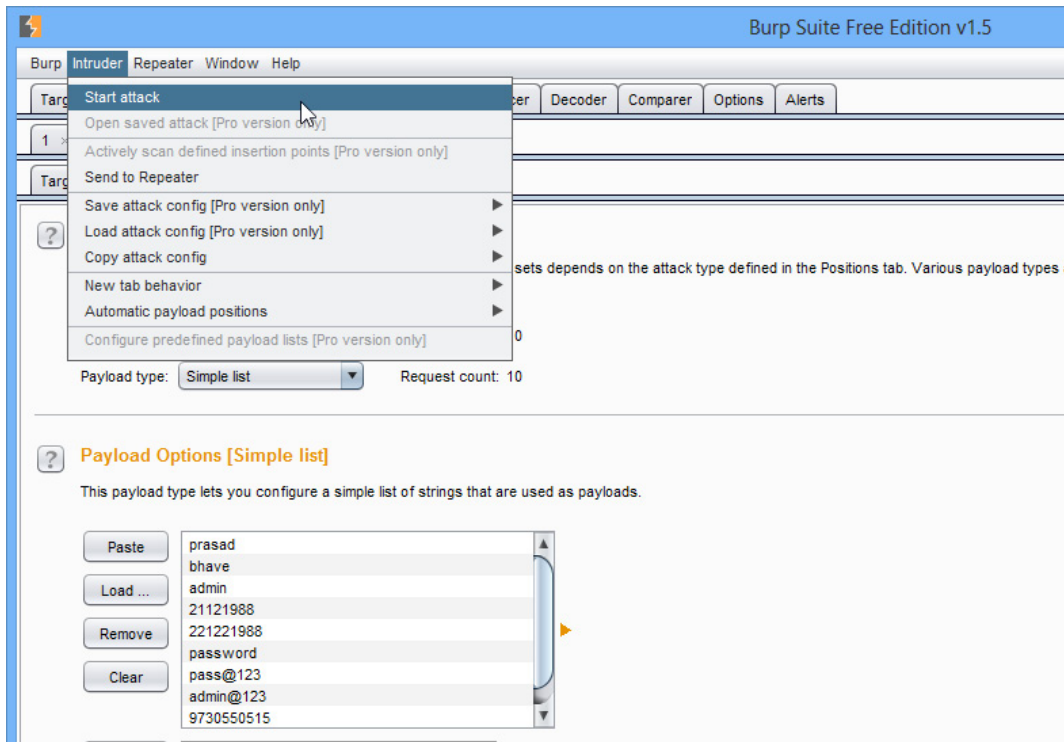 Burp Suite Free Edition v1.5
Burp Intruder Repeater Window Help
Start attack
Decoder Comparer Options Alerts
Open saved attack [Pro version only]
1
Actively scan defined insertion points [Pro version only]
Send to Repeater
Save attack config [Pro version only]
Load attack config [Pro version only]
Copy attack config
sets depends on the attack type defined in the Positions tab. Various payload types
New tab behavior
Automatic payload positions
Configure predefined payload lists [Pro version only]
0
Payload type: Simple list Request count: 10
? Payload Options [Simple list]
This payload type lets you configure a simple list of strings that are used as payloads.
Paste
Load ...
Remove
Clear
prasad
bhave
admin
21121988
221221988
password
pass@123
admin@123
9730550515